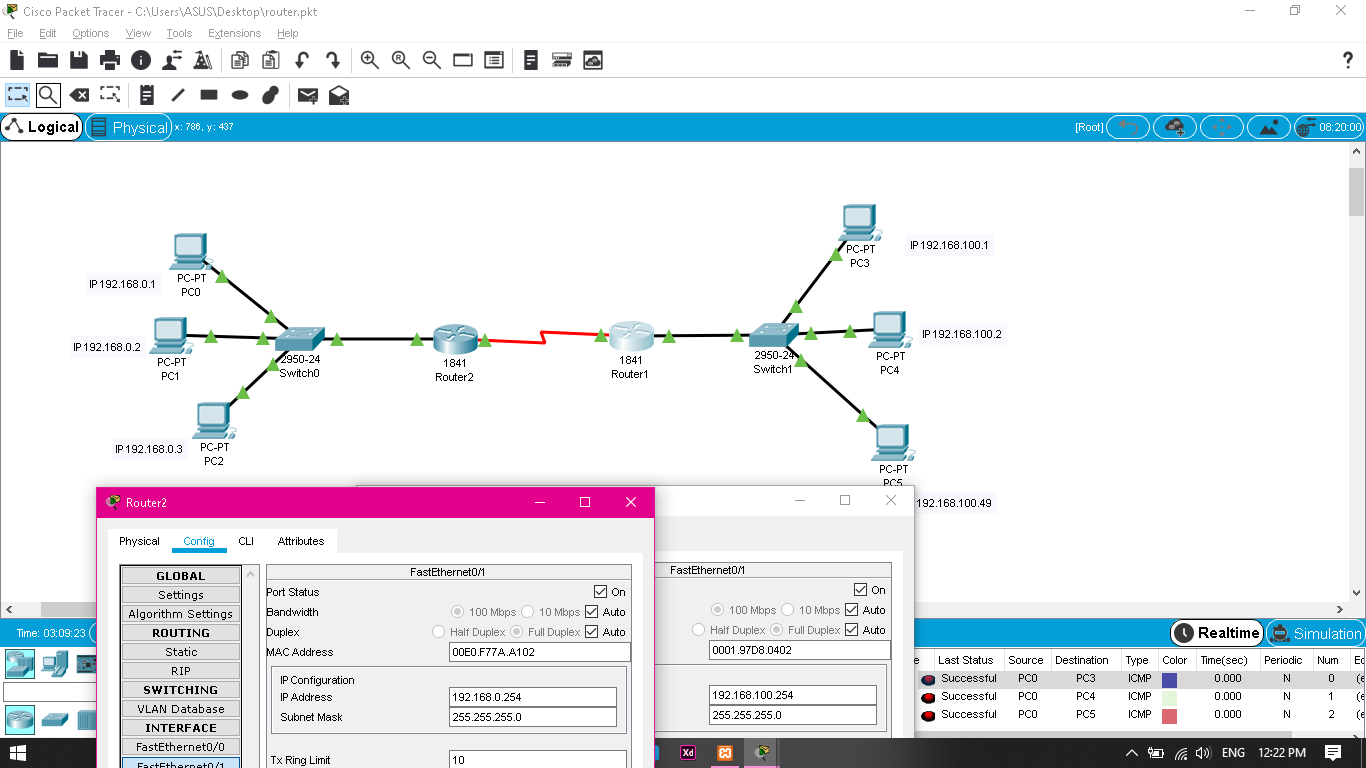 Cisco Packet Tracer - C:\Users\ASUS\Desktop\router.pkt
File Edit Options View Tools Extensions Help
?
Logical Physical x: 786, y: 437 [Root] 08:20:00
PC-PT
PC0
IP 192.168.0.1
PC-PT
PC1
IP 192.168.0.2
PC-PT
PC2
IP 192.168.0.3
2950-24
Switch0
1841
Router2
1841
Router1
2950-24
Switch1
PC-PT
PC3
IP 192.168.100.1
PC-PT
PC4
IP 192.168.100.2
PC-PT
PC5
192.168.100.49
Router2
Physical Config CLI Attributes
GLOBAL
Settings
Algorithm Settings
ROUTING
Static
RIP
SWITCHING
VLAN Database
INTERFACE
FastEthernet0/0
FastEthernet0/1
FastEthernet0/1
Port Status On
Bandwidth 100 Mbps 10 Mbps Auto
Duplex Half Duplex Full Duplex Auto
MAC Address 00E0.F77A.A102
IP Configuration
IP Address 192.168.0.254
Subnet Mask 255.255.255.0
Tx Ring Limit 10
FastEthernet0/1
On
100 Mbps 10 Mbps Auto
Half Duplex Full Duplex Auto
0001.97D8.0402
192.168.100.254
255.255.255.0
Time: 03:09:23
Realtime Simulation
Last Status Source Destination Type Color Time(sec) Periodic Num
Successful PC0 PC3 ICMP 0.000 N 0 (e
Successful PC0 PC4 ICMP 0.000 N 1 (e
Successful PC0 PC5 ICMP 0.000 N 2 (e
Xd ENG 12:22 PM